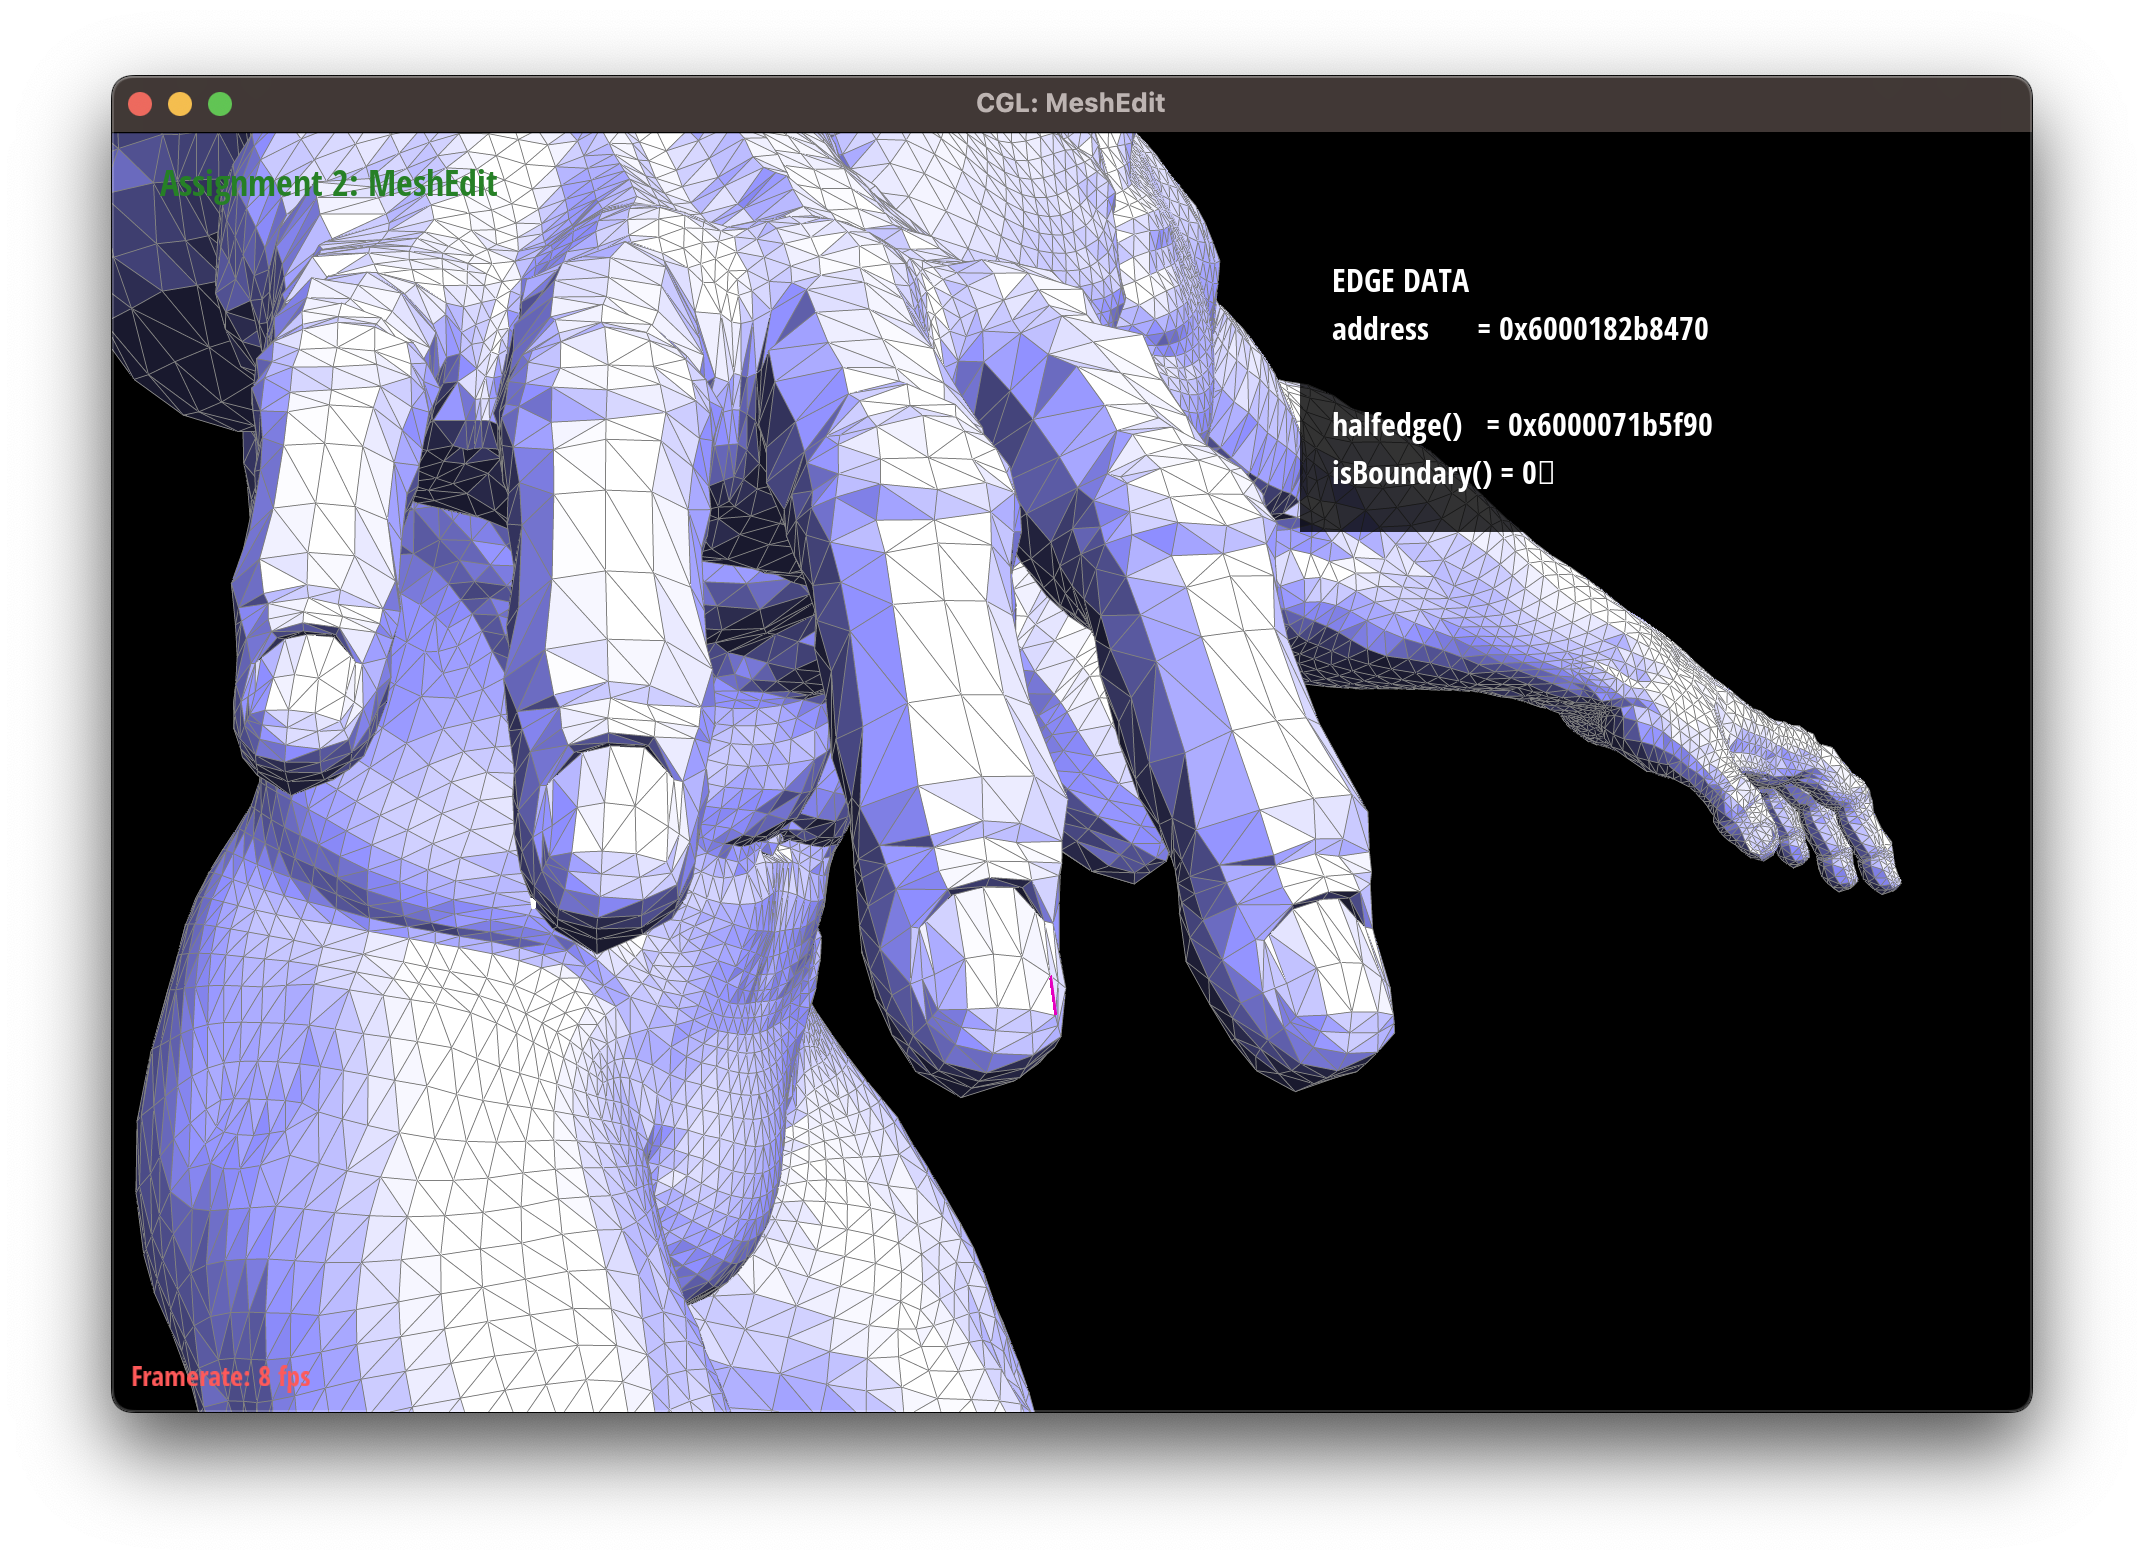 CGL: MeshEdit
Assignment 2: MeshEdit
EDGE DATA
address = 0x6000182b8470
halfedge() = 0x6000071b5f90
isBoundary() = 0
Framerate: 8 fps